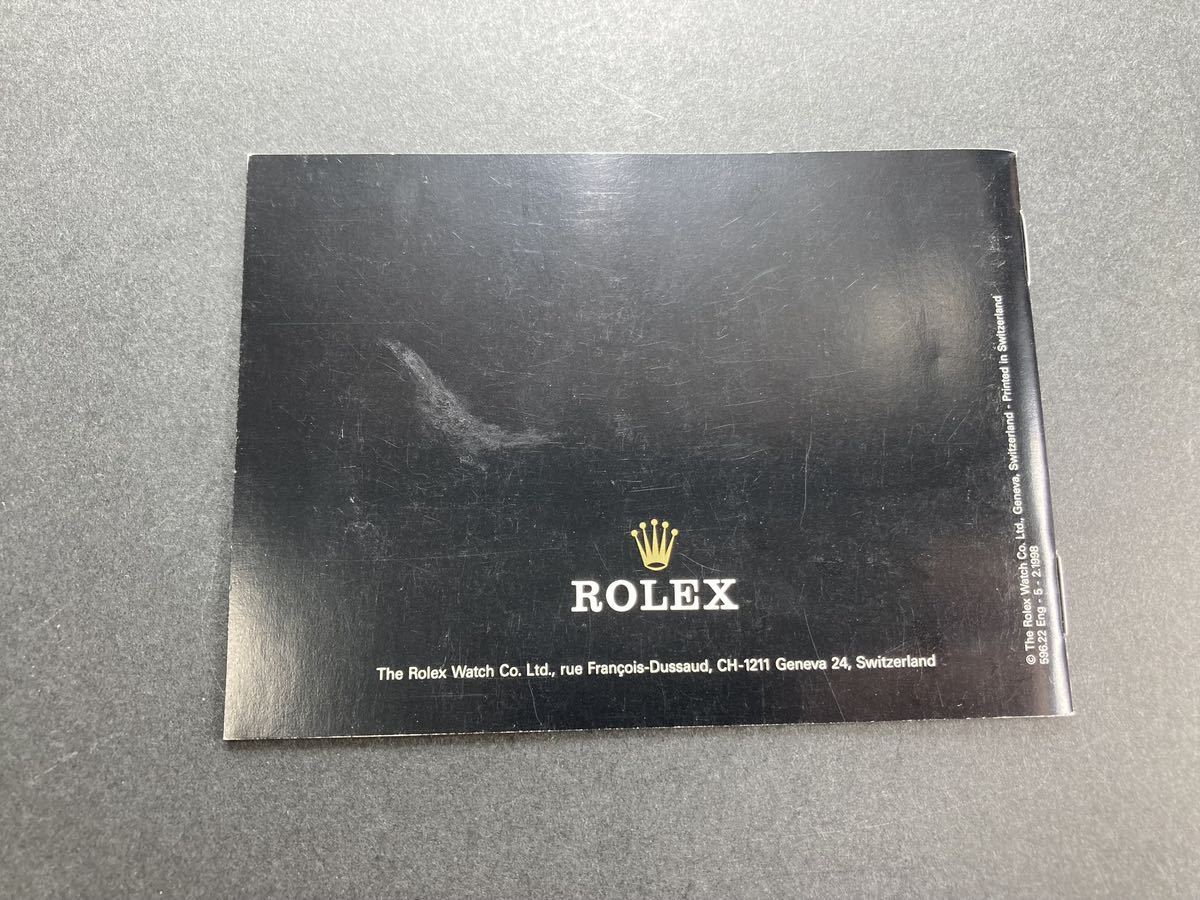 ROLEX
The Rolex Watch Co. Ltd., rue François-Dussaud, CH-1211 Geneva 24, Switzerland
© The Rolex Watch Co. Ltd., Geneva, Switzerland - Printed in Switzerland
596.22 Eng - 5 - 2.1998